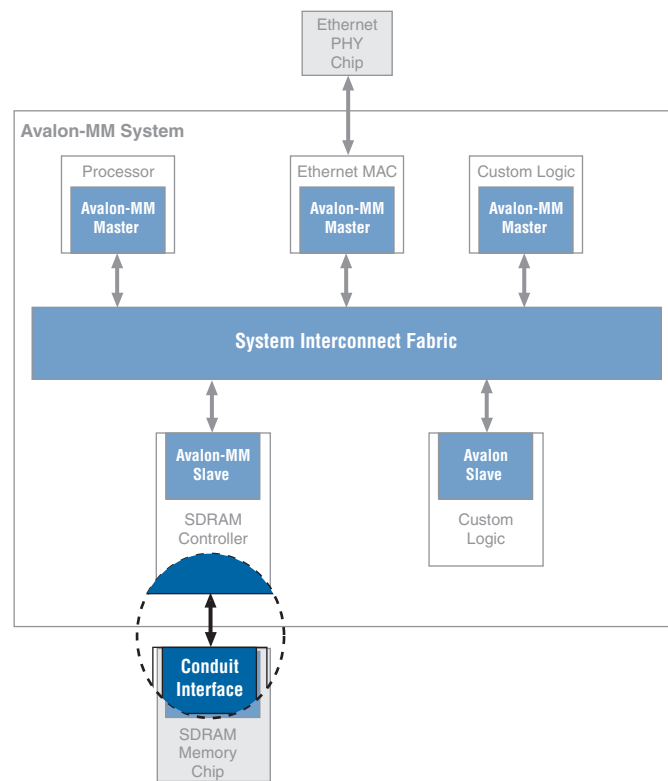 Ethernet
PHY
Chip
Avalon-MM System
Processor
Avalon-MM
Master
Ethernet MAC
Avalon-MM
Master
Custom Logic
Avalon-MM
Master
System Interconnect Fabric
Avalon-MM
Slave
SDRAM
Controller
Avalon
Slave
Custom
Logic
Conduit
Interface
SDRAM
Memory
Chip